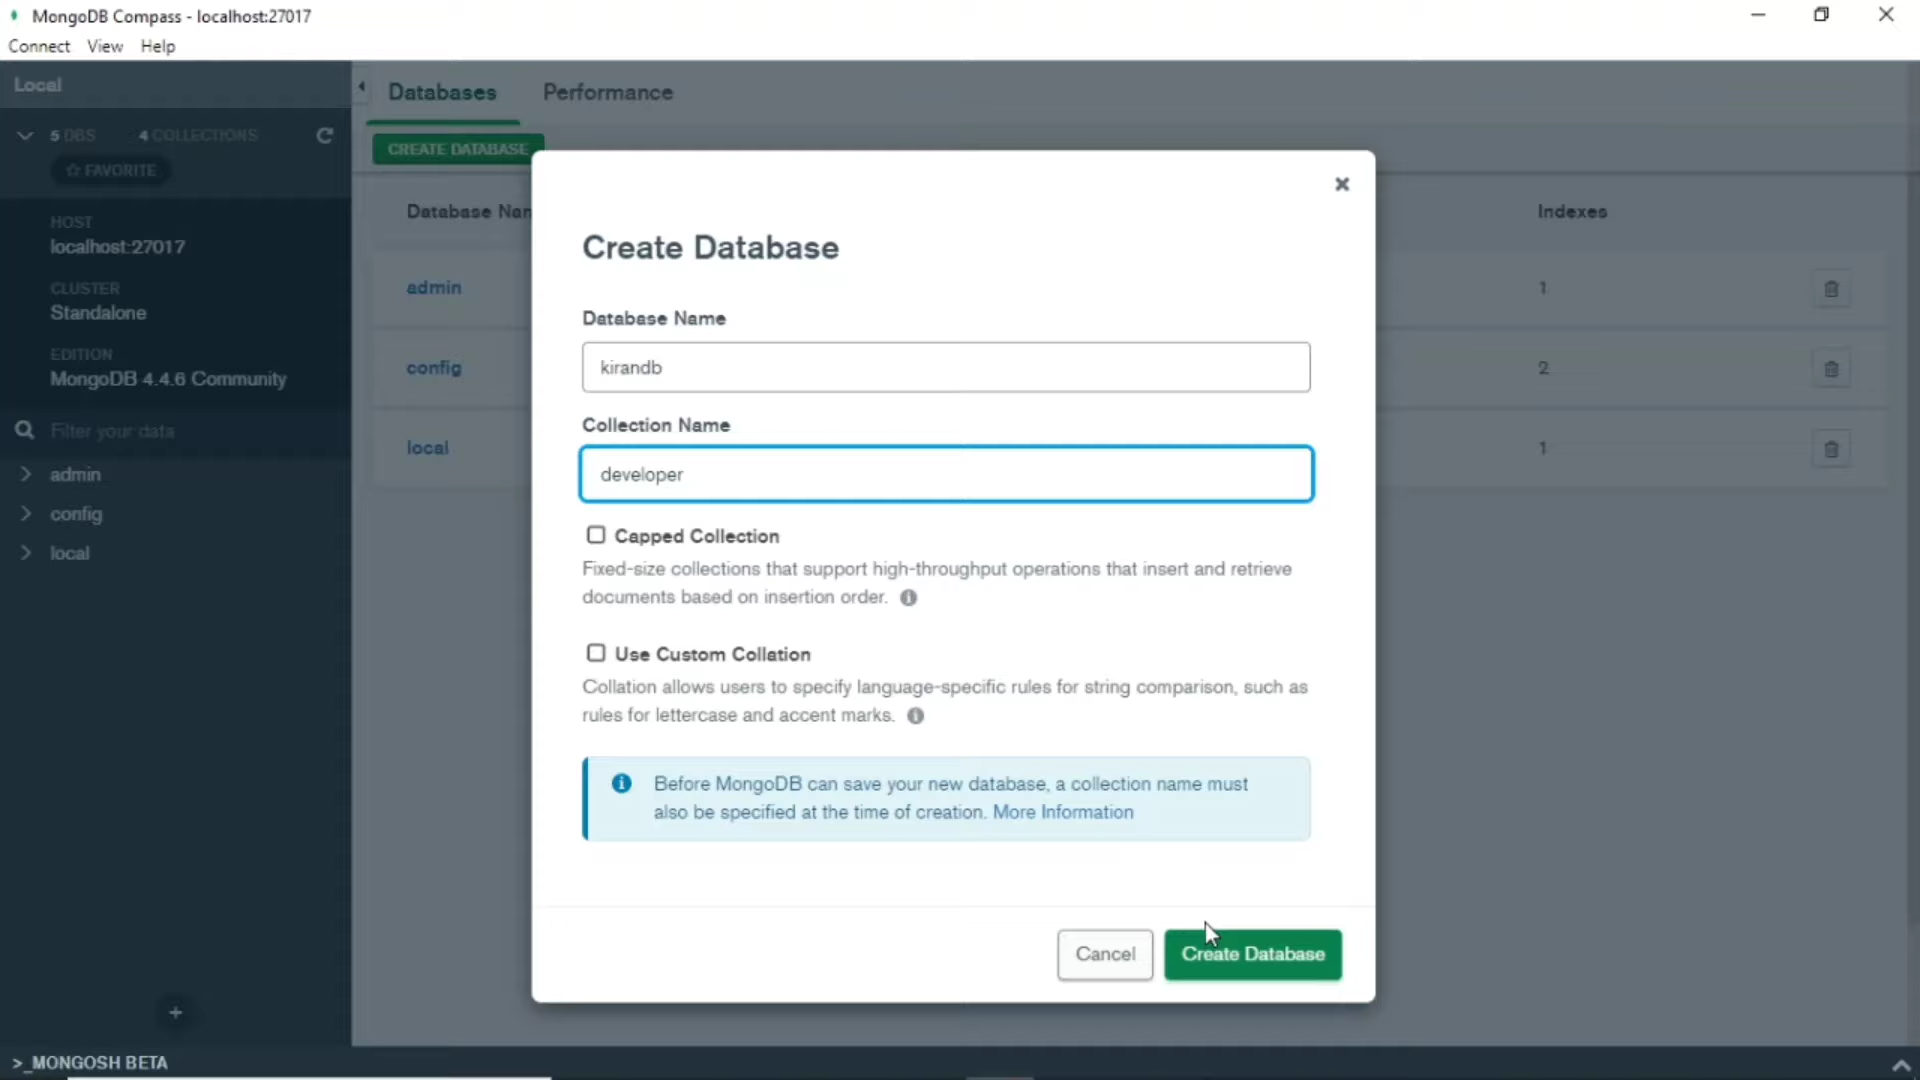 MongoDB Compass - localhost:27017
Connect View Help
Local
Databases Performance
5 DBS 4 COLLECTIONS
FAVORITE
CREATE DATABASE
HOST
localhost:27017
CLUSTER
Standalone
EDITION
MongoDB 4.4.6 Community
Filter your data
admin
config
local
Database Nan
Indexes
admin 1
config 2
local 1
Create Database
Database Name
kirandb
Collection Name
developer
Capped Collection
Fixed-size collections that support high-throughput operations that insert and retrieve
documents based on insertion order.
Use Custom Collation
Collation allows users to specify language-specific rules for string comparison, such as
rules for lettercase and accent marks.
Before MongoDB can save your new database, a collection name must
also be specified at the time of creation. More Information
Cancel Create Database
>_MONGOSH BETA